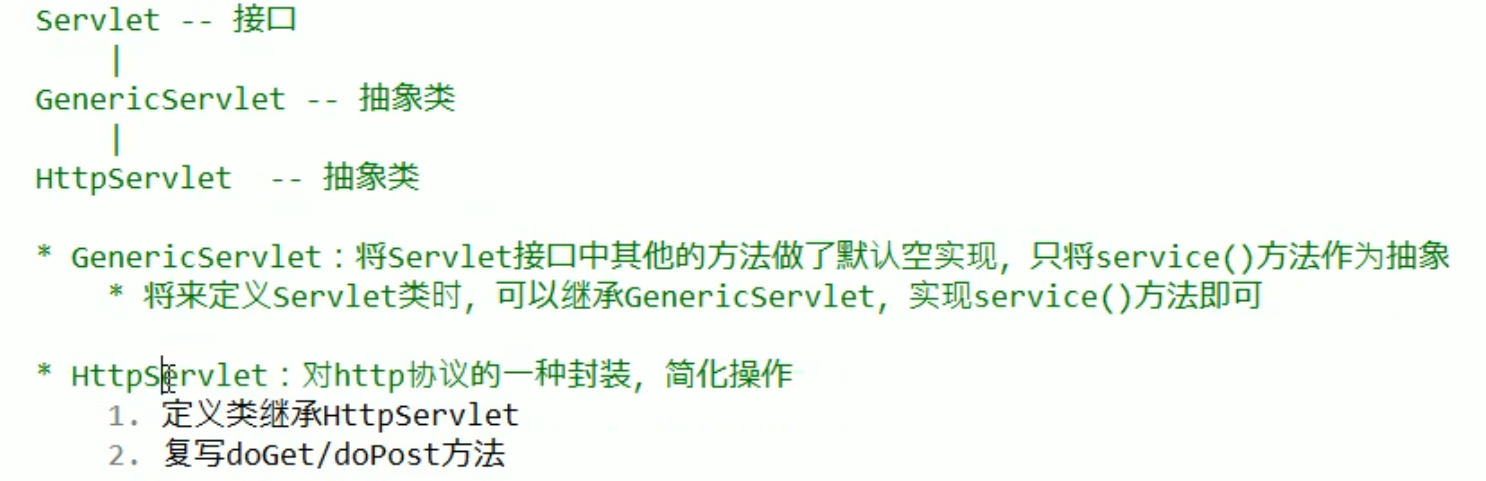 Servlet -- 接口
|
GenericServlet -- 抽象类
|
HttpServlet  -- 抽象类
* GenericServlet：将Servlet接口中其他的方法做了默认空实现，只将service()方法作为抽象
* 将来定义Servlet类时，可以继承GenericServlet，实现service()方法即可
* HttpServlet：对http协议的一种封装，简化操作
1. 定义类继承HttpServlet
2. 复写doGet/doPost方法